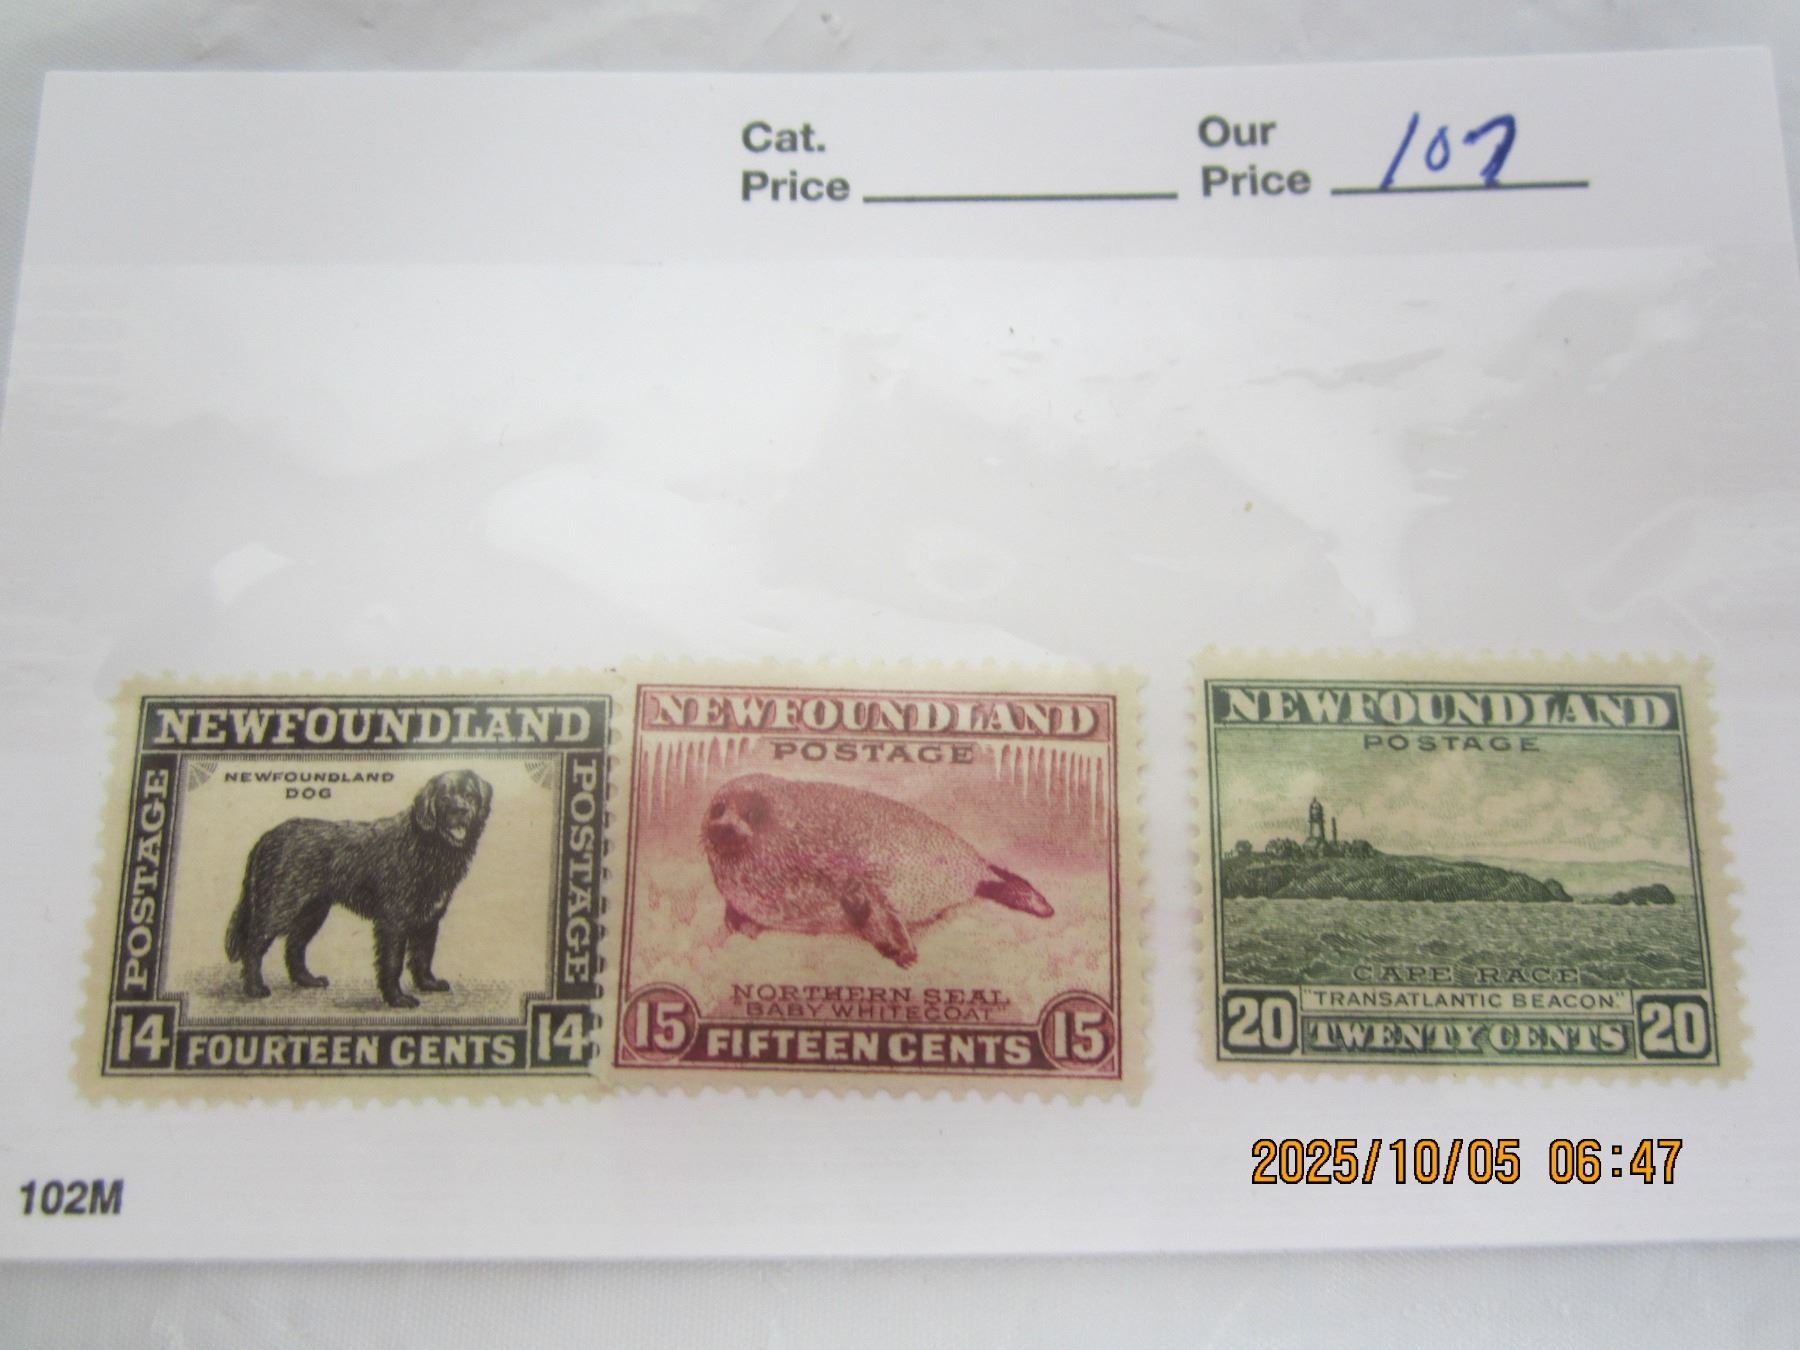 Cat.
Price
Our
Price 107
NEWFOUNDLAND
NEWFOUNDLAND
DOG
POSTAGE
POSTAGE
14 FOURTEEN CENTS 14
NEWFOUNDLAND
POSTAGE
NORTHERN SEAL,
"BABY WHITECOAT"
15 FIFTEEN CENTS 15
NEWFOUNDLAND
POSTAGE
CAPE RACE
"TRANSATLANTIC BEACON."
20 TWENTY CENTS 20
2025/10/05 06:47
102M